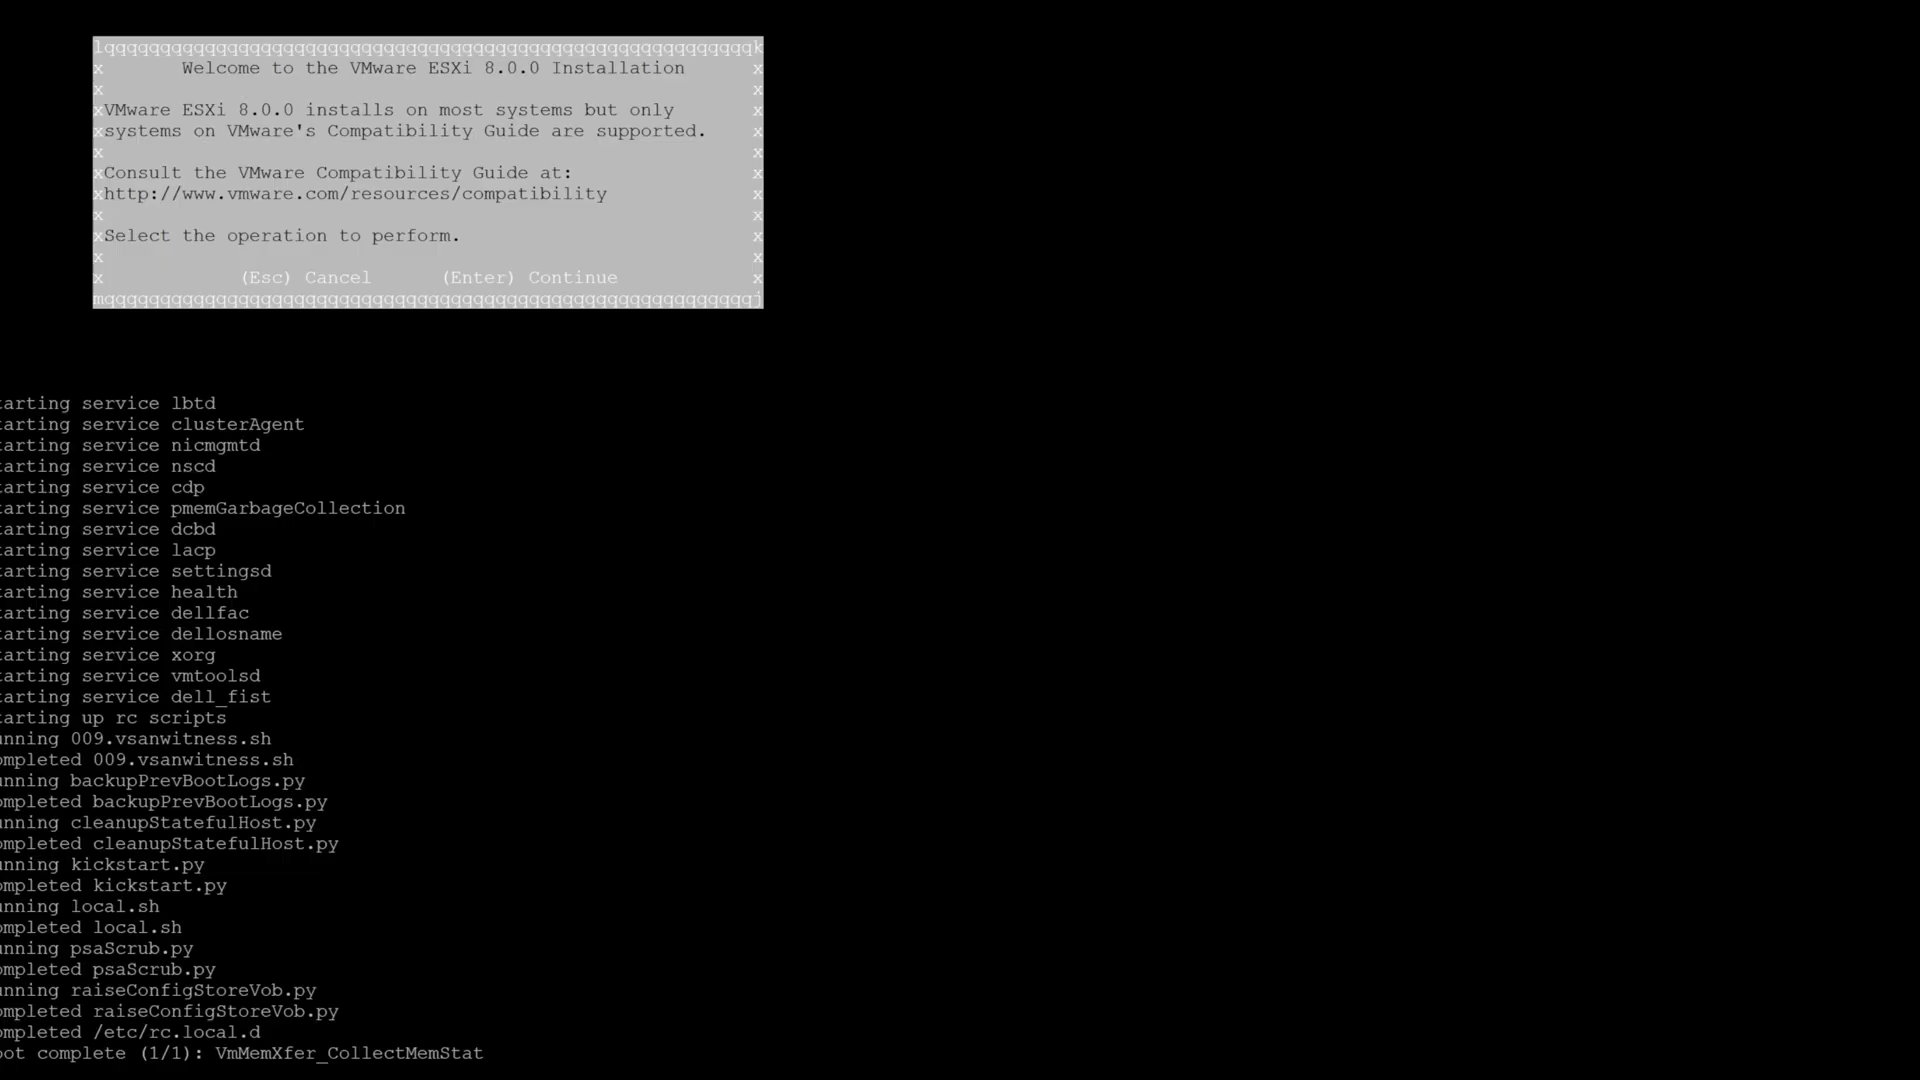 lqqqqqqqqqqqqqqqqqqqqqqqqqqqqqqqqqqqqqqqqqqqqqqqqqqqqqqqqqqk
x Welcome to the VMware ESXi 8.0.0 Installation x
x x
xVMware ESXi 8.0.0 installs on most systems but only x
xsystems on VMware's Compatibility Guide are supported. x
x x
xConsult the VMware Compatibility Guide at: x
xhttp://www.vmware.com/resources/compatibility x
x x
xSelect the operation to perform. x
x x
x (Esc) Cancel (Enter) Continue x
mqqqqqqqqqqqqqqqqqqqqqqqqqqqqqqqqqqqqqqqqqqqqqqqqqqqqqqqqqqj
tarting service lbtd
tarting service clusterAgent
tarting service nicmgmtd
tarting service nscd
tarting service cdp
tarting service pmemGarbageCollection
tarting service dcbd
tarting service lacp
tarting service settingsd
tarting service health
tarting service dellfac
tarting service dellosname
tarting service xorg
tarting service vmtoolsd
tarting service dell_fist
tarting up rc scripts
unning 009.vsanwitness.sh
ompleted 009.vsanwitness.sh
unning backupPrevBootLogs.py
ompleted backupPrevBootLogs.py
unning cleanupStatefulHost.py
ompleted cleanupStatefulHost.py
unning kickstart.py
ompleted kickstart.py
unning local.sh
ompleted local.sh
unning psaScrub.py
ompleted psaScrub.py
unning raiseConfigStoreVob.py
ompleted raiseConfigStoreVob.py
ompleted /etc/rc.local.d
oot complete (1/1): VmMemXfer_CollectMemStat